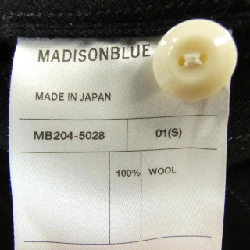 MADISONBLUE
MADE IN JAPAN
MB204-5028 01(S)
100% WOOL